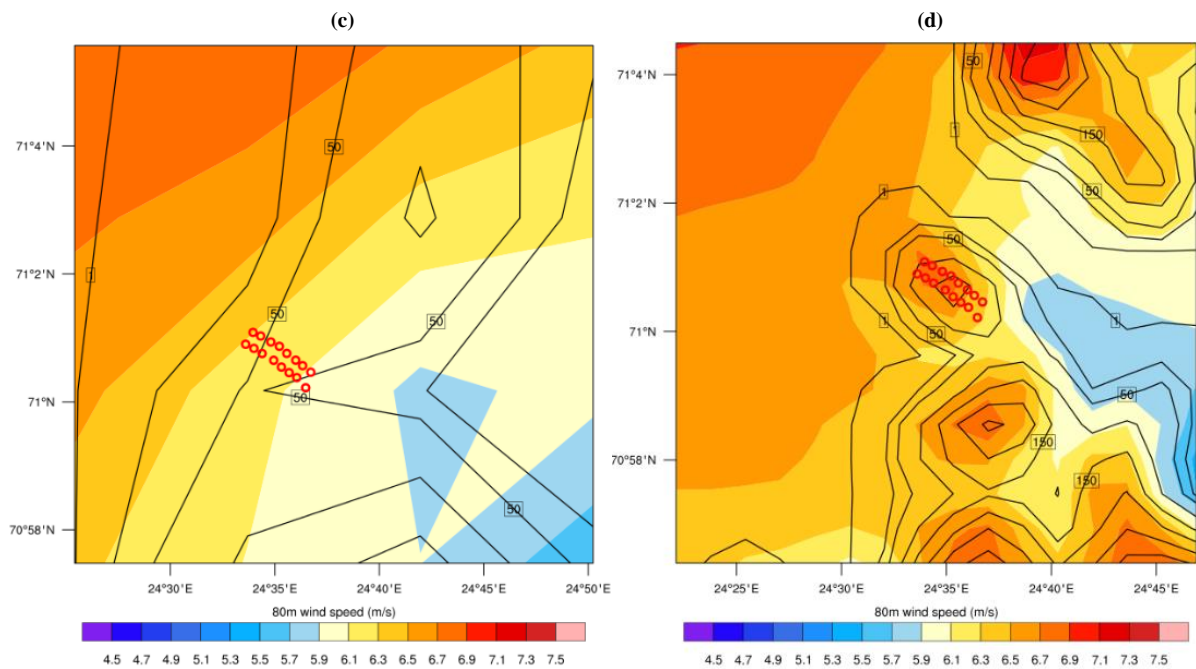 (c)
(d)
71°4'N
71°2'N
71°N
70°58'N
50
1
50
50
50
50
24°30'E
24°35'E
24°40'E
24°45'E
24°50'E
80m wind speed (m/s)
4.5 4.7 4.9 5.1 5.3 5.5 5.7 5.9 6.1 6.3 6.5 6.7 6.9 7.1 7.3 7.5
71°4'N
71°2'N
71°N
70°58'N
50
1
150
1
50
50
1
50
1
50
150
150
24°25'E
24°30'E
24°35'E
24°40'E
24°45'E
80m wind speed (m/s)
4.5 4.7 4.9 5.1 5.3 5.5 5.7 5.9 6.1 6.3 6.5 6.7 6.9 7.1 7.3 7.5